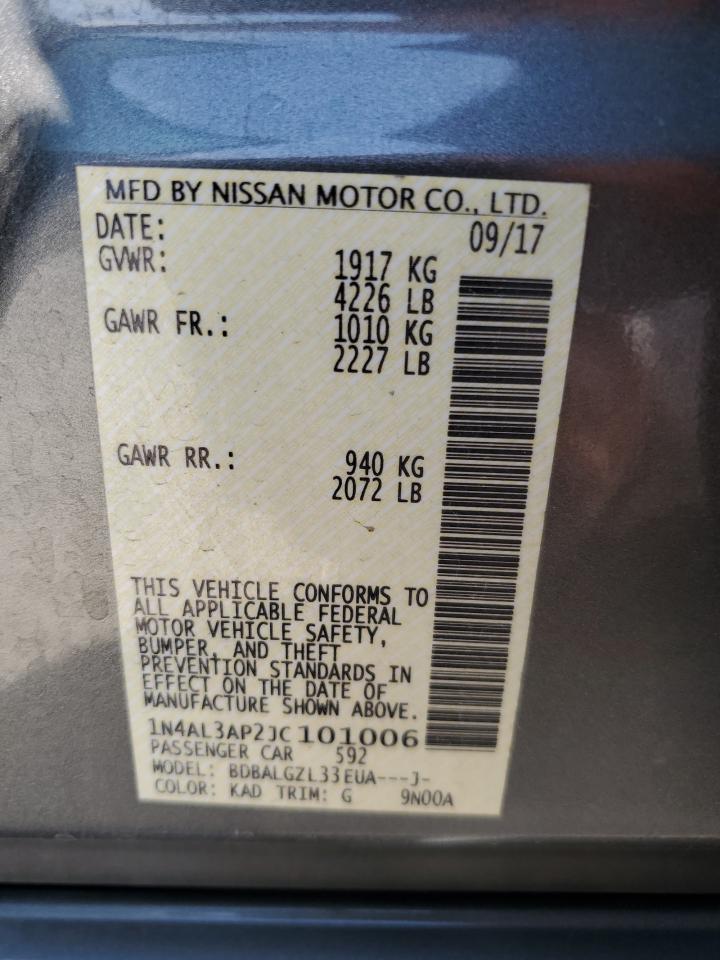 MFD BY NISSAN MOTOR CO., LTD.
DATE: 09/17
GVWR: 1917 KG
4226 LB
GAWR FR.: 1010 KG
2227 LB
GAWR RR.: 940 KG
2072 LB
THIS VEHICLE CONFORMS TO
ALL APPLICABLE FEDERAL
MOTOR VEHICLE SAFETY,
BUMPER, AND THEFT
PREVENTION STANDARDS IN
EFFECT ON THE DATE OF
MANUFACTURE SHOWN ABOVE.
1N4AL3AP2JC101006
PASSENGER CAR 592
MODEL: BDBALGZL33EUA---J-
COLOR: KAD TRIM: G 9N00A